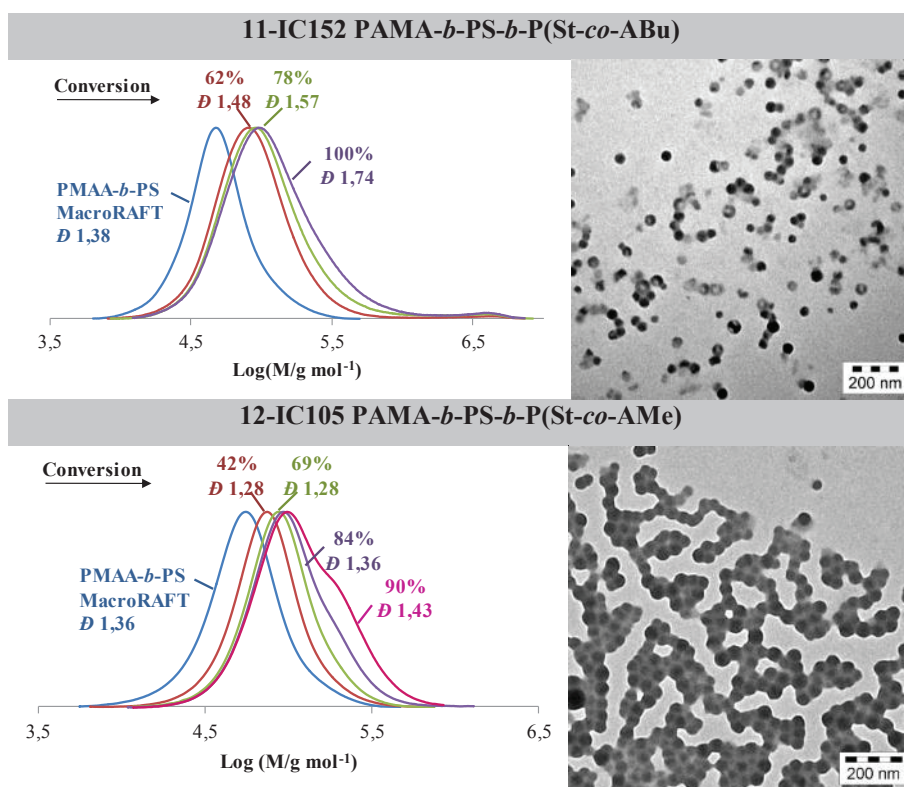 11-IC152 PAMA-b-PS-b-P(St-co-ABu)
Conversion
62%
Đ 1,48
78%
Đ 1,57
100%
Đ 1,74
PMAA-b-PS
MacroRAFT
Đ 1,38
3,5 4,5 5,5 6,5
Log(M/g mol⁻¹)
200 nm
12-IC105 PAMA-b-PS-b-P(St-co-AMe)
Conversion
42%
Đ 1,28
69%
Đ 1,28
84%
Đ 1,36
90%
Đ 1,43
PMAA-b-PS
MacroRAFT
Đ 1,36
3,5 4,5 5,5 6,5
Log (M/g mol⁻¹)
200 nm